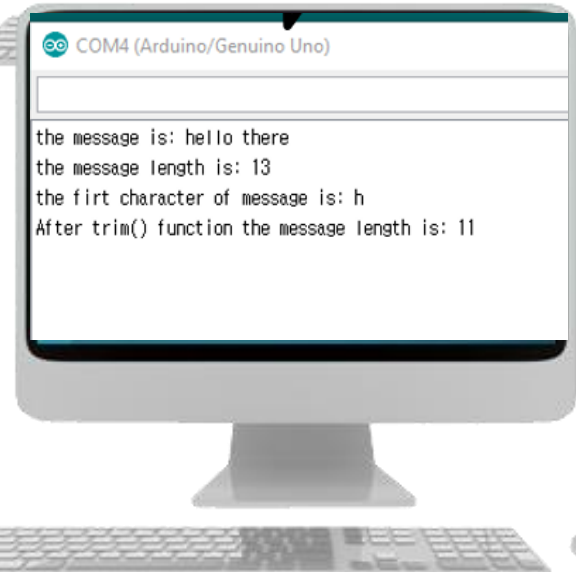 COM4 (Arduino/Genuino Uno)
the message is: hello there
the message length is: 13
the firt character of message is: h
After trim() function the message length is: 11